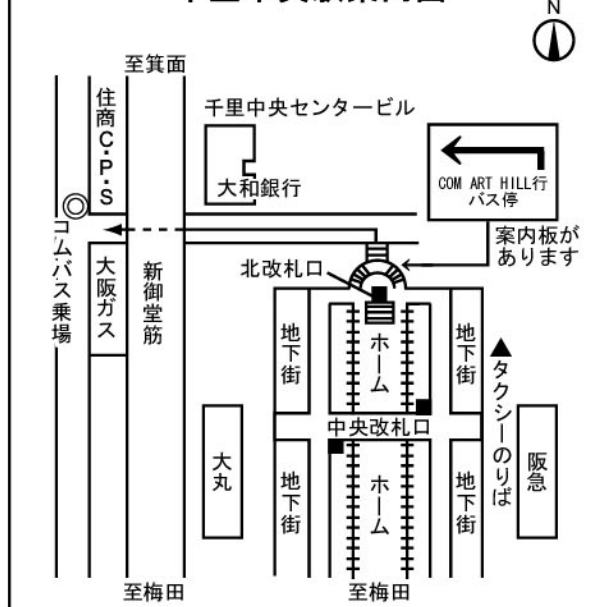 N
至箕面
住商C・P・S
千里中央センタービル
大和銀行
COM ART HILL行
バス停
案内板が
あります
コムバス乗場
大阪ガス
新御堂筋
北改札口
地下街
ホーム
地下街
タクシーのりば
中央改札口
大丸
地下街
ホーム
地下街
阪急
至梅田
至梅田